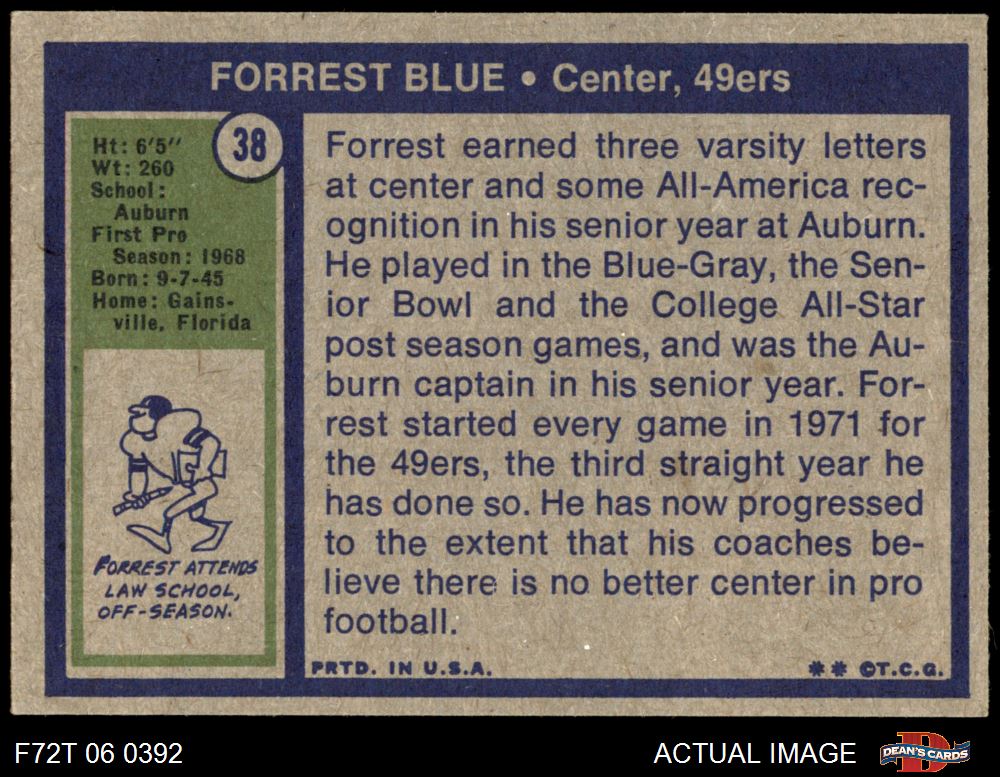 FORREST BLUE • Center, 49ers
38
Ht: 6'5"
Wt: 260
School:
Auburn
First Pro
Season: 1968
Born: 9-7-45
Home: Gains-
ville, Florida
FORREST ATTENDS
LAW SCHOOL,
OFF-SEASON.
Forrest earned three varsity letters
at center and some All-America rec-
ognition in his senior year at Auburn.
He played in the Blue-Gray, the Sen-
ior Bowl and the College All-Star
post season games, and was the Au-
burn captain in his senior year. For-
rest started every game in 1971 for
the 49ers, the third straight year he
has done so. He has now progressed
to the extent that his coaches be-
lieve there is no better center in pro
football.
PRTD. IN U.S.A.
** ©T.C.G.
F72T 06 0392
ACTUAL IMAGE
DEAN'S CARDS